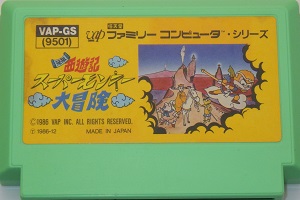 VAP-GS
(9501)
ファミリー コンピュータ・シリーズ
西遊記
スーパーモンキー
大冒険
©1986 VAP INC. ALL RIGHTS RESERVED.
1986-12 MADE IN JAPAN